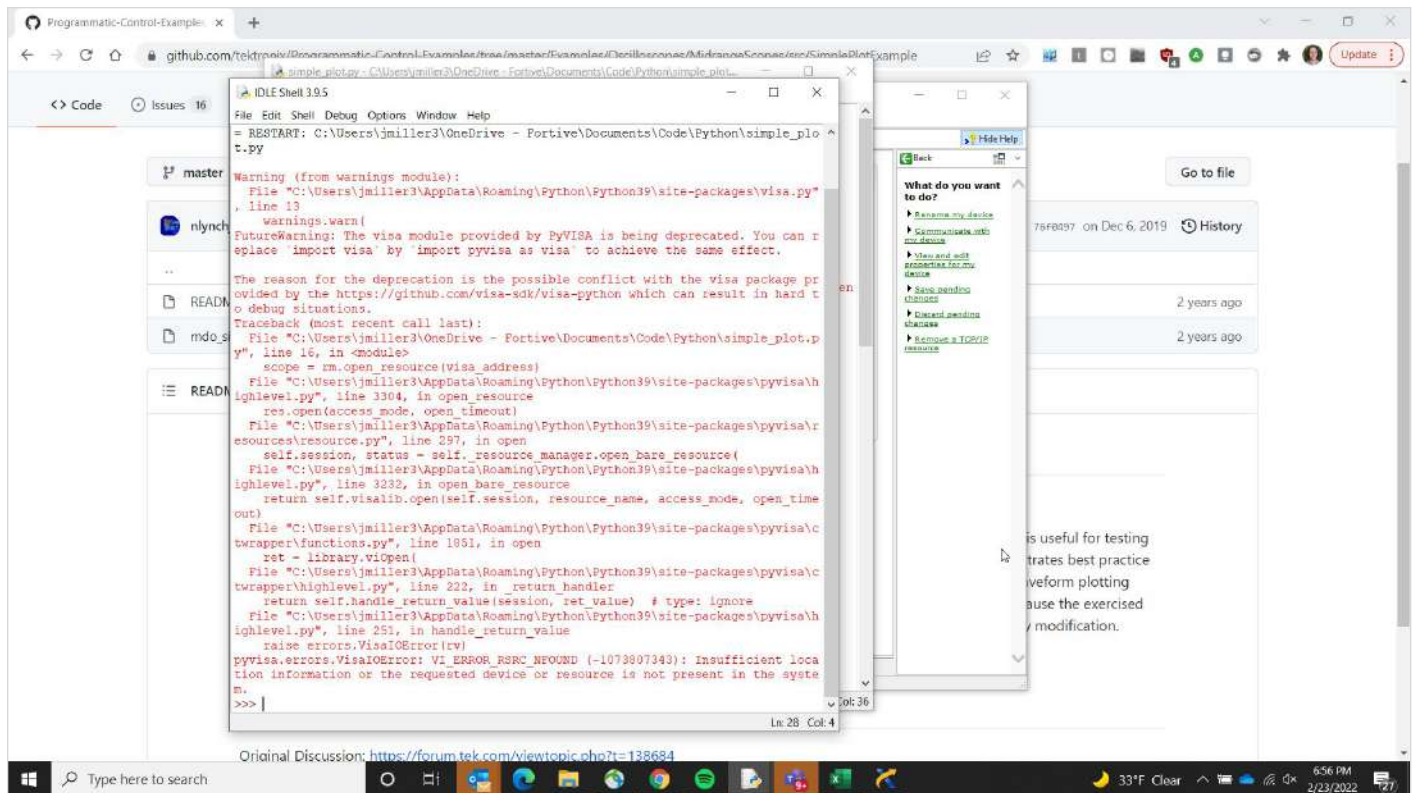 Programmatic-Control-Example
github.com/tektronix/Programmatic-Control-Examples/tree/master/Examples/Oscilloscopes/MidrangeScopes/src/SimplePlotExample
Update
simple_plot.py - C:\Users\jmiller3\OneDrive - Fortive\Documents\Code\Python\simple_plot....
<> Code
Issues 16
IDLE Shell 3.9.5
File Edit Shell Debug Options Window Help
= RESTART: C:\Users\jmiller3\OneDrive - Fortive\Documents\Code\Python\simple_plo
t.py
Warning (from warnings module):
File "C:\Users\jmiller3\AppData\Roaming\Python\Python39\site-packages\visa.py"
, line 13
warnings.warn(
FutureWarning: The visa module provided by PyVISA is being deprecated. You can r
eplace `import visa` by `import pyvisa as visa` to achieve the same effect.
The reason for the deprecation is the possible conflict with the visa package pr
ovided by the https://github.com/visa-sdk/visa-python which can result in hard t
o debug situations.
Traceback (most recent call last):
File "C:\Users\jmiller3\OneDrive - Fortive\Documents\Code\Python\simple_plot.p
y", line 16, in <module>
scope = rm.open_resource(visa_address)
File "C:\Users\jmiller3\AppData\Roaming\Python\Python39\site-packages\pyvisa\h
ighlevel.py", line 3304, in open_resource
res.open(access_mode, open_timeout)
File "C:\Users\jmiller3\AppData\Roaming\Python\Python39\site-packages\pyvisa\r
esources\resource.py", line 297, in open
self.session, status = self._resource_manager.open_bare_resource(
File "C:\Users\jmiller3\AppData\Roaming\Python\Python39\site-packages\pyvisa\h
ighlevel.py", line 3232, in open_bare_resource
return self.visalib.open(self.session, resource_name, access_mode, open_time
out)
File "C:\Users\jmiller3\AppData\Roaming\Python\Python39\site-packages\pyvisa\c
twrapper\functions.py", line 1851, in open
ret = library.viOpen(
File "C:\Users\jmiller3\AppData\Roaming\Python\Python39\site-packages\pyvisa\c
twrapper\highlevel.py", line 222, in _return_handler
return self.handle_return_value(session, ret_value)  # type: ignore
File "C:\Users\jmiller3\AppData\Roaming\Python\Python39\site-packages\pyvisa\h
ighlevel.py", line 251, in handle_return_value
raise errors.VisaIOError(rv)
pyvisa.errors.VisaIOError: VI_ERROR_RSRC_NFOUND (-1073807343): Insufficient loca
tion information or the requested device or resource is not present in the syste
m.
>>>
Ln: 28 Col: 4
Col: 36
en
master
nlynch
..
READM
mdo_s
READM
Hide Help
Back
What do you want
to do?
Rename my device
Communicate with
my device
View and edit
properties for my
device
Save pending
changes
Discard pending
changes
Remove a TCP/IP
resource
Go to file
76f0497 on Dec 6, 2019 History
2 years ago
2 years ago
is useful for testing
trates best practice
veform plotting
ause the exercised
y modification.
Original Discussion: https://forum.tek.com/viewtopic.php?t=138684
Type here to search
33°F Clear
6:56 PM
2/23/2022
27